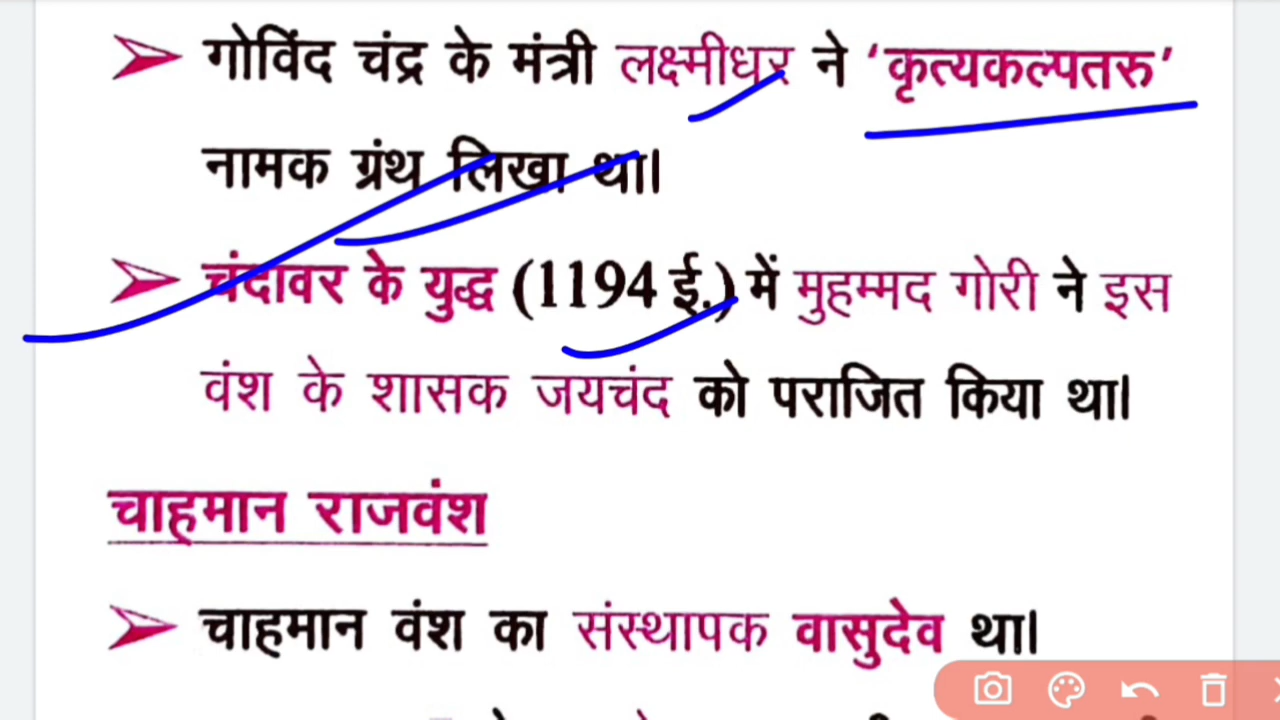 गोविंद चंद्र के मंत्री लक्ष्मीधर ने ‘कृत्यकल्पतरु’
नामक ग्रंथ लिखा था।
चंदावर के युद्ध (1194 ई.) में मुहम्मद गोरी ने इस
वंश के शासक जयचंद को पराजित किया था।
चाहमान राजवंश
चाहमान वंश का संस्थापक वासुदेव था।